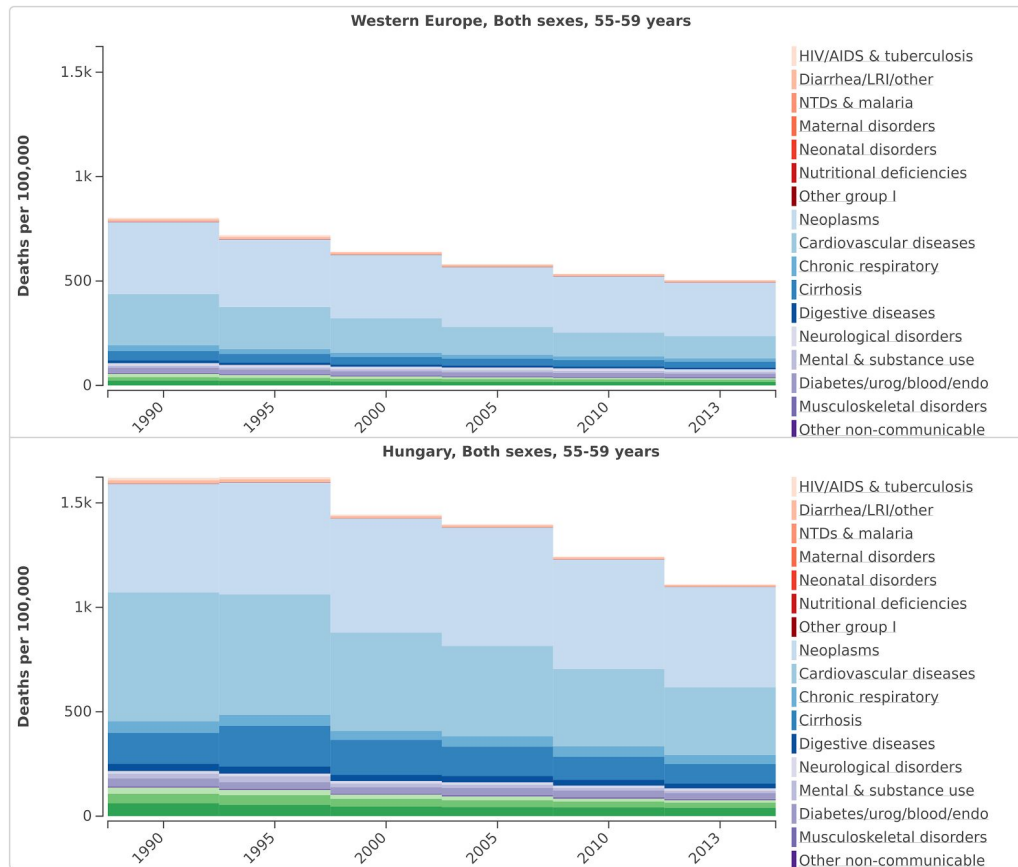 Western Europe, Both sexes, 55-59 years
Deaths per 100,000
1.5k
1k
500
0
1990
1995
2000
2005
2010
2013
HIV/AIDS & tuberculosis
Diarrhea/LRI/other
NTDs & malaria
Maternal disorders
Neonatal disorders
Nutritional deficiencies
Other group I
Neoplasms
Cardiovascular diseases
Chronic respiratory
Cirrhosis
Digestive diseases
Neurological disorders
Mental & substance use
Diabetes/urog/blood/endo
Musculoskeletal disorders
Other non-communicable
Hungary, Both sexes, 55-59 years
Deaths per 100,000
1.5k
1k
500
0
1990
1995
2000
2005
2010
2013
HIV/AIDS & tuberculosis
Diarrhea/LRI/other
NTDs & malaria
Maternal disorders
Neonatal disorders
Nutritional deficiencies
Other group I
Neoplasms
Cardiovascular diseases
Chronic respiratory
Cirrhosis
Digestive diseases
Neurological disorders
Mental & substance use
Diabetes/urog/blood/endo
Musculoskeletal disorders
Other non-communicable